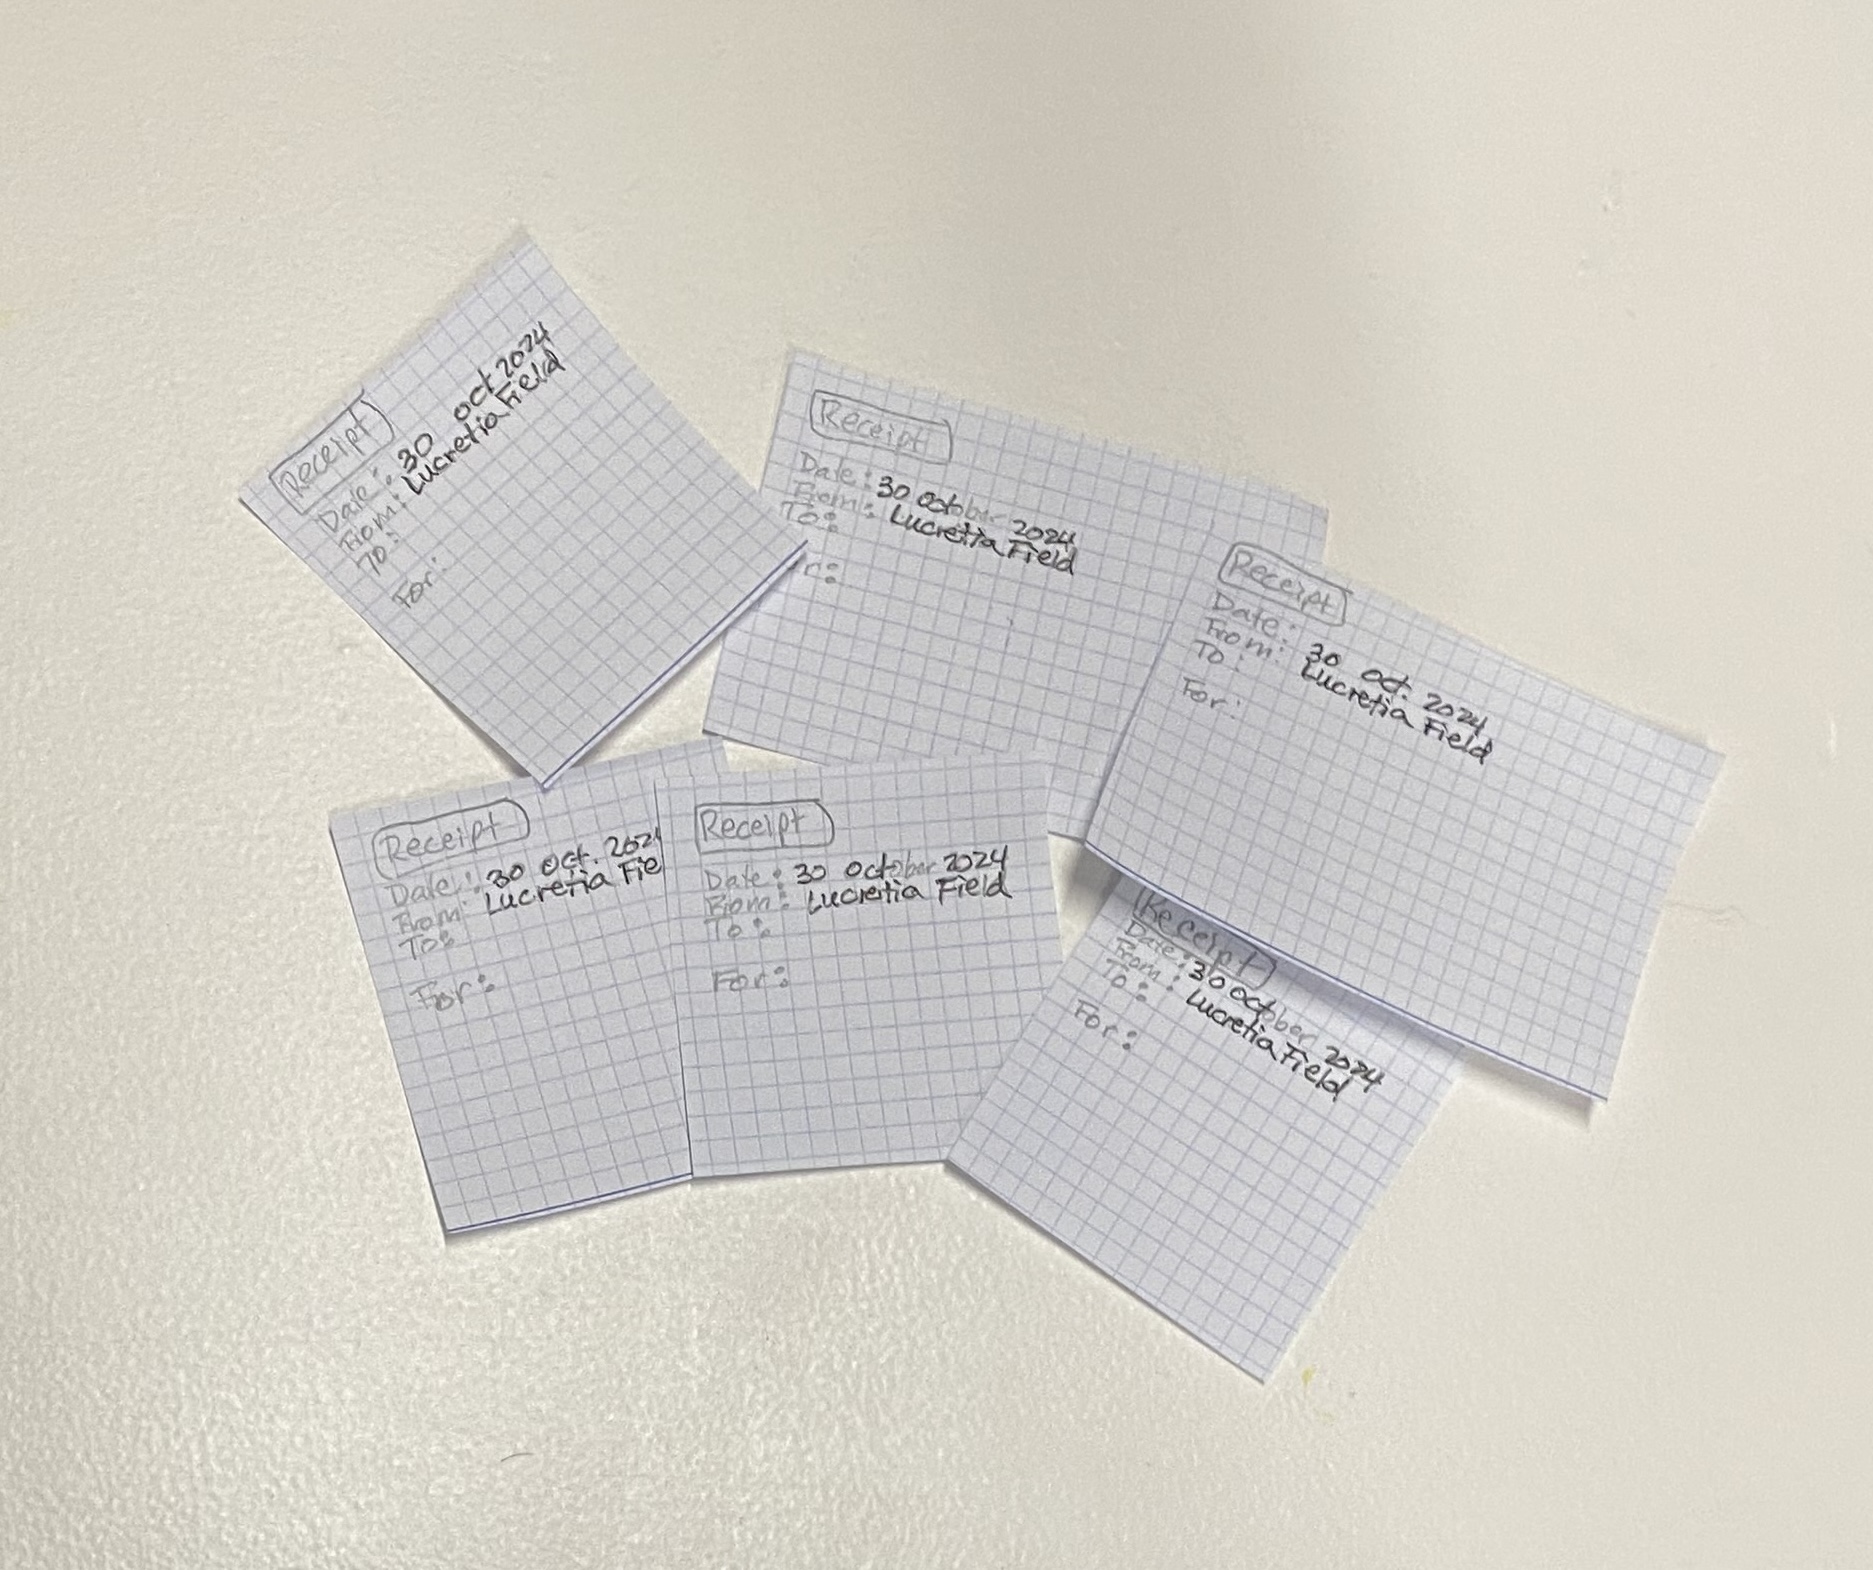 Receipt
Date: 30 oct 2024
From: Lucretia Field
To:
For:
Receipt
Date: 30 october 2024
From: Lucretia Field
To:
r:
Receipt
Date: 30 oct. 2024
From: Lucretia Field
To:
For:
Receipt
Date: 30 oct. 2024
From: Lucretia Fie
To:
For:
Receipt
Date: 30 october 2024
From: Lucretia Field
To:
For:
Receipt
Date: 30 october 2024
From: Lucretia Field
To:
For: